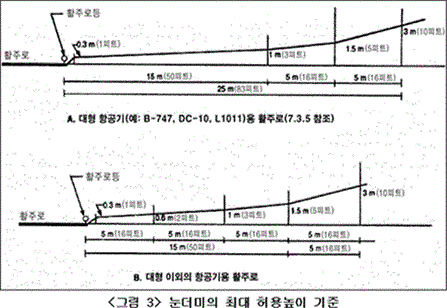 활주로등
0.3 m(1피트)
3 m(10피트)
활주로
1 m(3피트)
1.5 m(5피트)
15 m(50피트) 5 m(16피트) 5 m(16피트)
25 m(83피트)
A. 대형 항공기(예: B-747, DC-10, L1011)용 활주로(7.3.5 참조)
활주로등
0.3 m(1피트)
3 m(10피트)
활주로
0.6 m(2피트)
1 m(3피트)
1.5 m(5피트)
5 m(16피트) 5 m(16피트) 5 m(16피트) 5 m(16피트)
15 m(50피트) 5 m(16피트)
B. 대형 이외의 항공기용 활주로
<그림 3> 눈더미의 최대 허용높이 기준